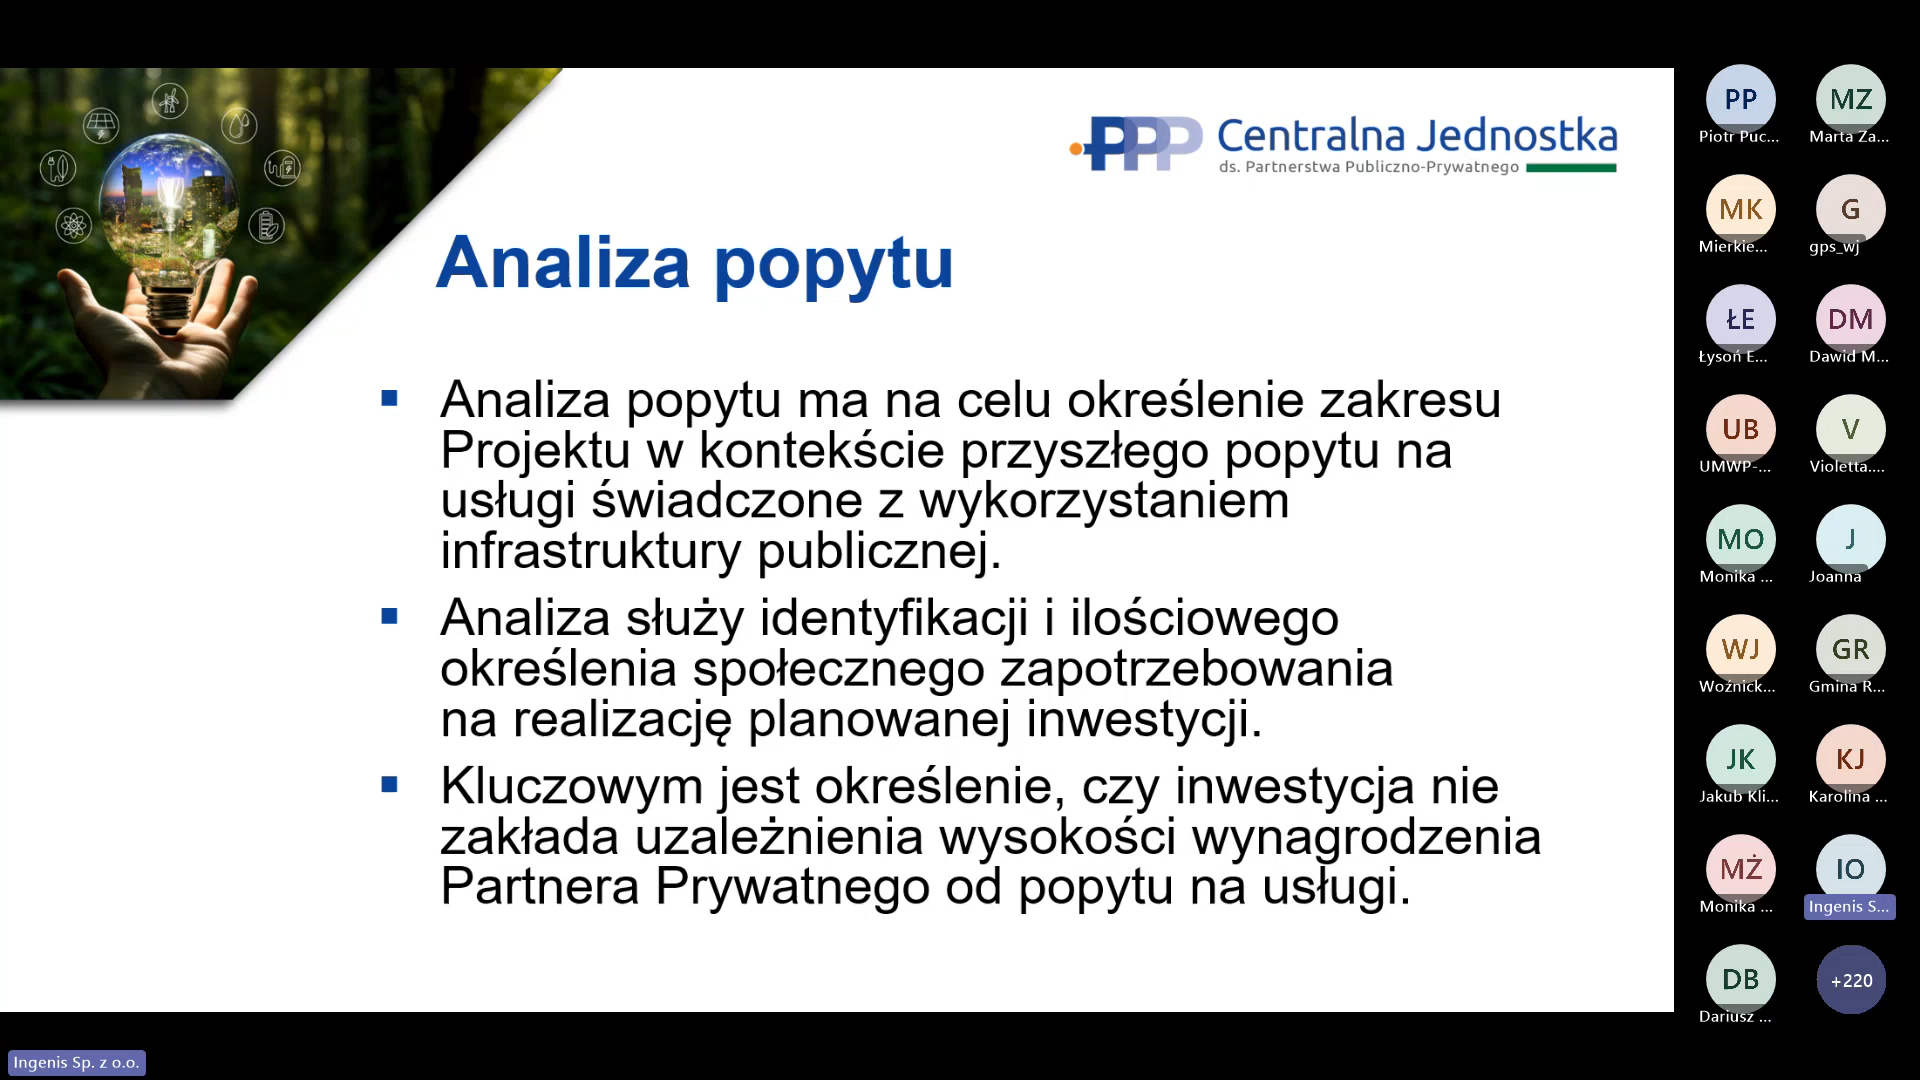 PPP Centralna Jednostka
ds. Partnerstwa Publiczno-Prywatnego
Analiza popytu
Analiza popytu ma na celu określenie zakresu
Projektu w kontekście przyszłego popytu na
usługi świadczone z wykorzystaniem
infrastruktury publicznej.
Analiza służy identyfikacji i ilościowego
określenia społecznego zapotrzebowania
na realizację planowanej inwestycji.
Kluczowym jest określenie, czy inwestycja nie
zakłada uzależnienia wysokości wynagrodzenia
Partnera Prywatnego od popytu na usługi.
PP MZ
Piotr Puc... Marta Za...
MK G
Mierkie... gps_wj
ŁE DM
Łysoń E... Dawid M...
UB V
UMWP-... Violetta....
MO J
Monika ... Joanna
WJ GR
Woźnick... Gmina R...
JK KJ
Jakub Kli... Karolina ...
MŻ IO
Monika ... Ingenis S...
DB +220
Dariusz ...
Ingenis Sp. z o.o.